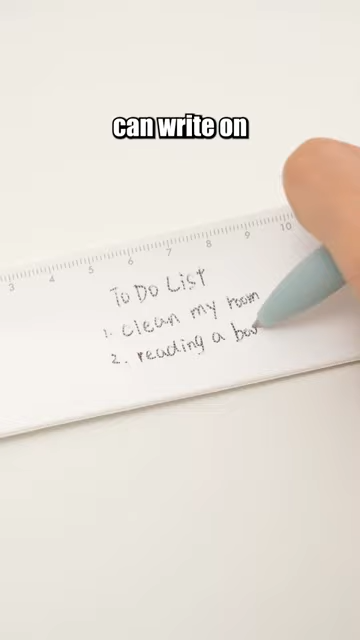 can write on
3 4 5 6 7 8 9 10
To Do List
1. clean my room
2. reading a boo